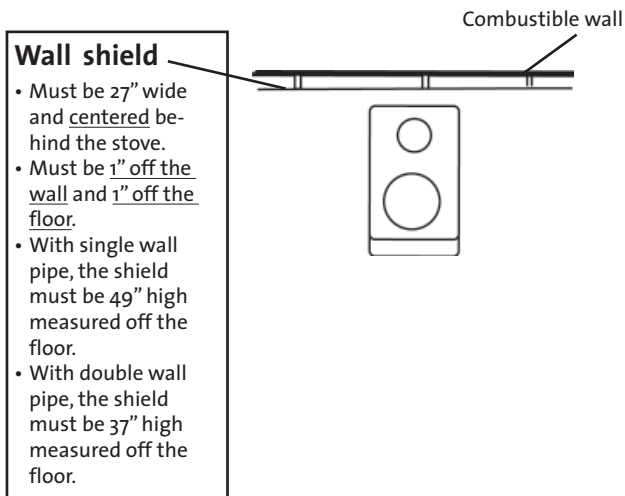 Combustible wall
Wall shield
• Must be 27" wide
and centered be-
hind the stove.
• Must be 1" off the
wall and 1" off the
floor.
• With single wall
pipe, the shield
must be 49" high
measured off the
floor.
• With double wall
pipe, the shield
must be 37" high
measured off the
floor.